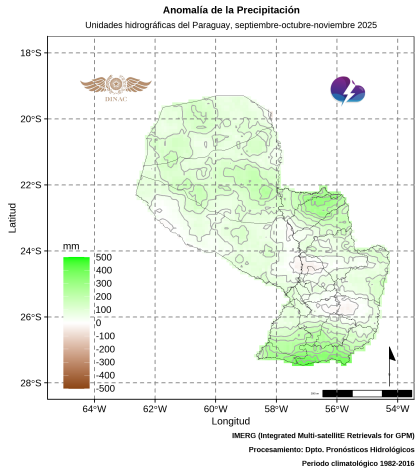 Anomalía de la Precipitación
Unidades hidrográficas del Paraguay, septiembre-octubre-noviembre 2025
18°S
20°S
22°S
24°S
26°S
28°S
Latitud
DINAC
mm
500
400
300
200
100
0
-100
-200
-300
-400
-500
64°W
62°W
60°W
58°W
56°W
54°W
Longitud
IMERG (Integrated Multi-satellitE Retrievals for GPM)
Procesamiento: Dpto. Pronósticos Hidrológicos
Periodo climatológico 1982-2016